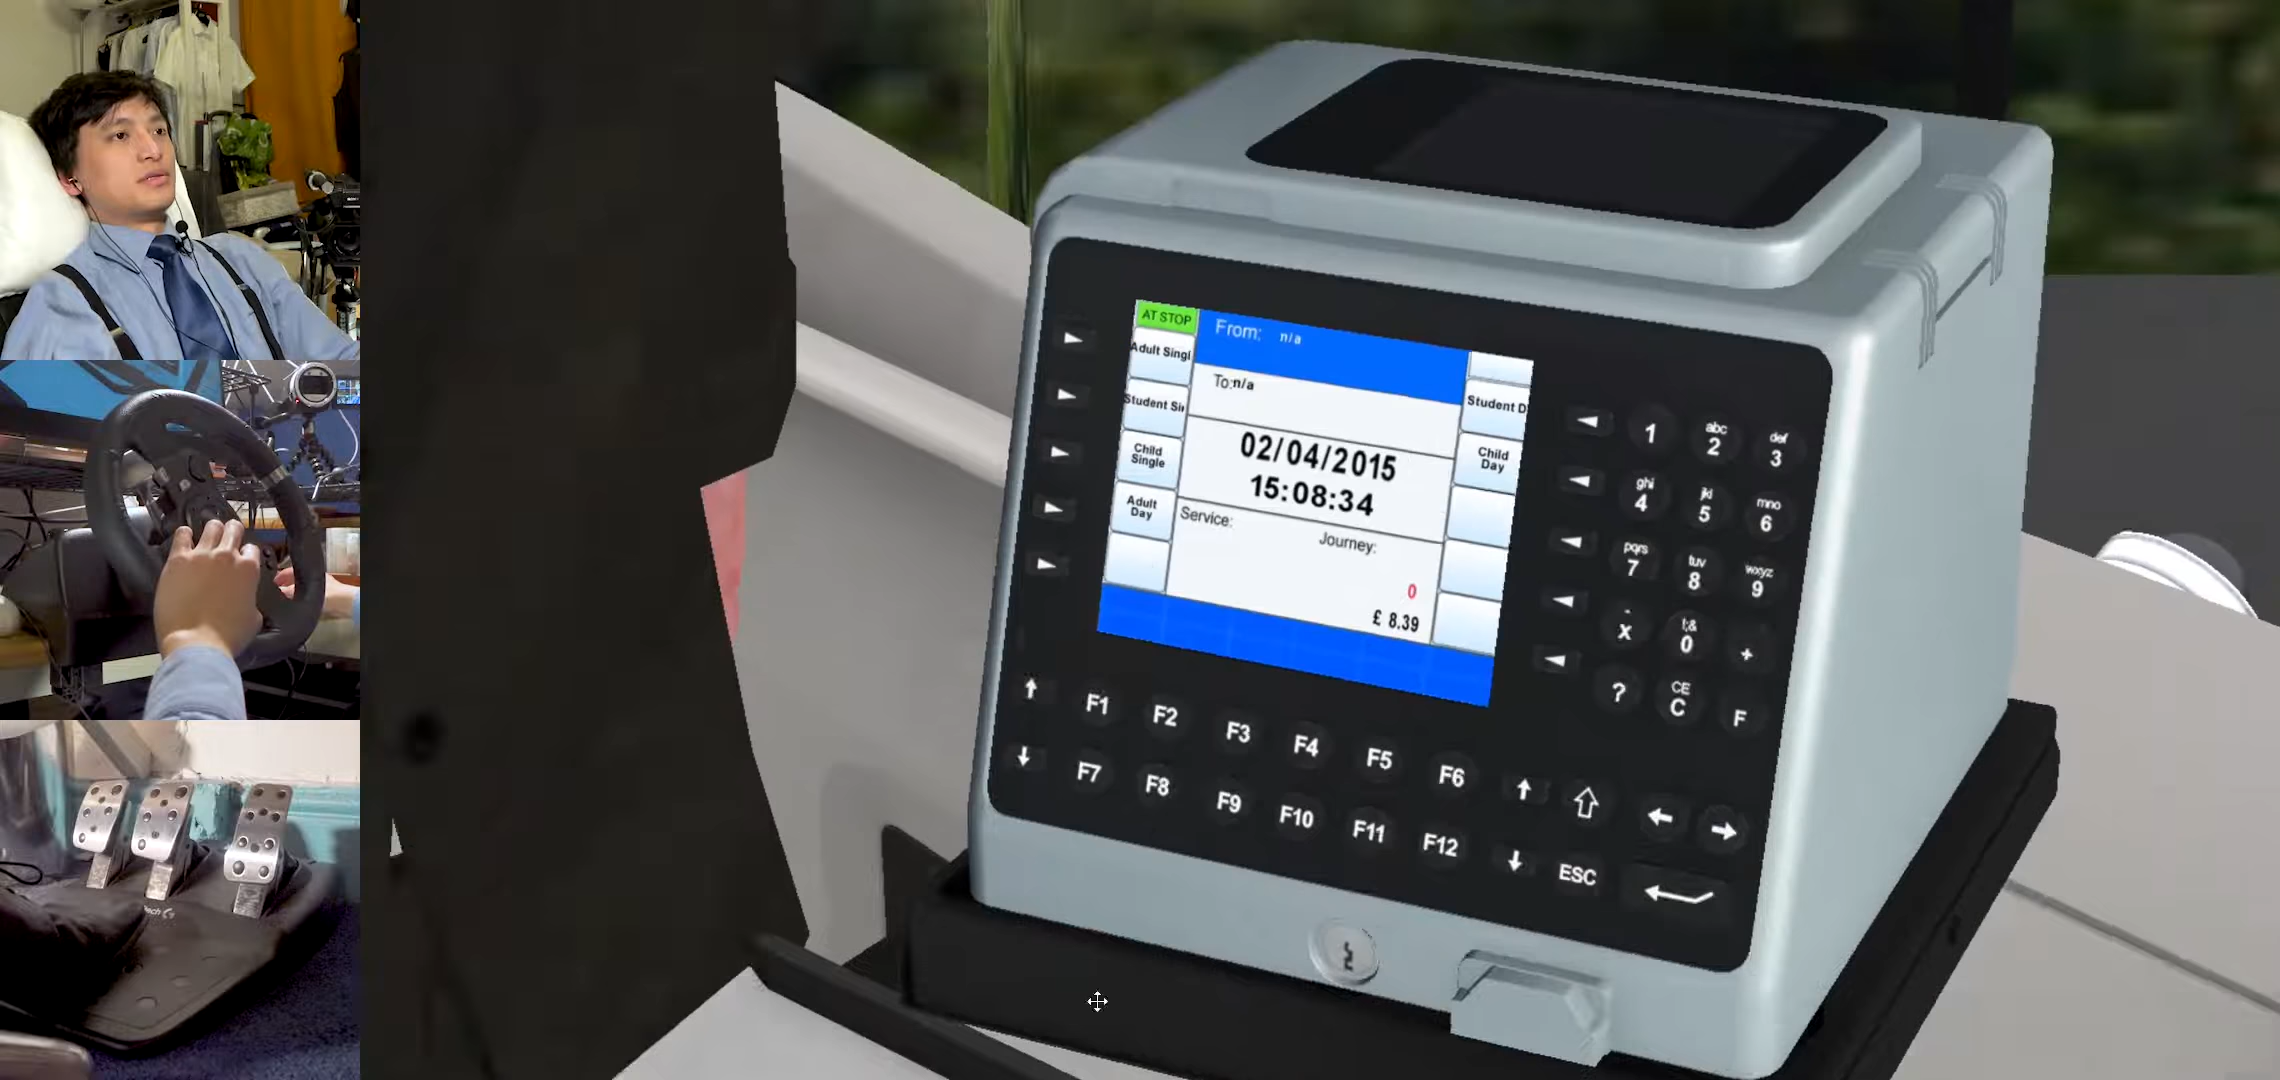 AT STOP
From: n/a
Adult Singl
To:n/a
Student Sin
Student D
02/04/2015
Child
Single
Child
Day
15:08:34
Adult
Day
Service:
Journey:
0
£ 8.39
1
abc
2
def
3
ghi
4
jkl
5
mno
6
pqrs
7
tuv
8
wxyz
9
x
0
+
?
CE
C
F
F1 F2 F3 F4 F5 F6
F7 F8 F9 F10 F11 F12
ESC